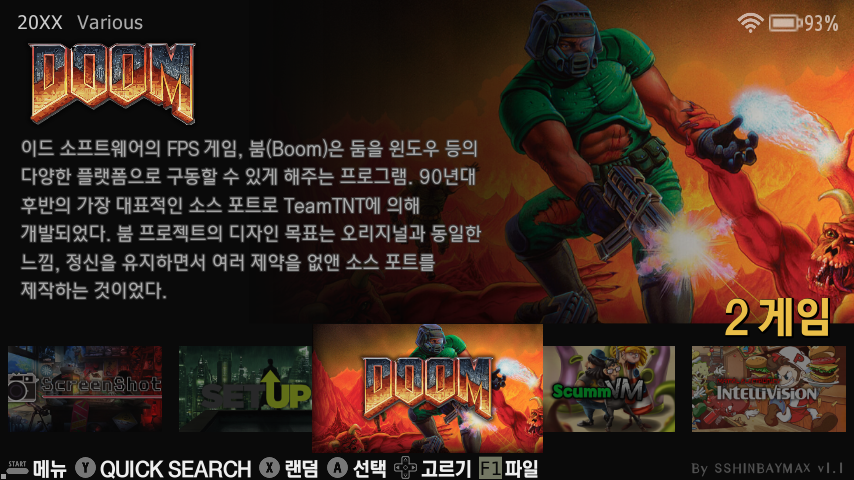 20XX Various
93%
DOOM
이드 소프트웨어의 FPS 게임, 붐(Boom)은 둠을 윈도우 등의
다양한 플랫폼으로 구동할 수 있게 해주는 프로그램. 90년대
후반의 가장 대표적인 소스 포트로 TeamTNT에 의해
개발되었다. 붐 프로젝트의 디자인 목표는 오리지널과 동일한
느낌, 정신을 유지하면서 여러 제약을 없앤 소스 포트를
제작하는 것이었다.
2 게임
ScreenShot
SETUP
DOOM
ScummVM
INTELLIVISION
START 메뉴 Y QUICK SEARCH X 랜덤 A 선택 고르기 F1 파일
By SSHINBAYMAX v1.1